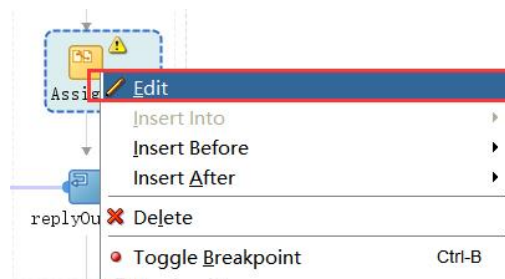 Assig
Edit
Insert Into
Insert Before
Insert After
replyOu
Delete
Toggle Breakpoint Ctrl-B